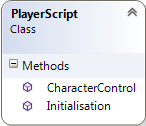 PlayerScript
Class
Methods
CharacterControl
Initialisation